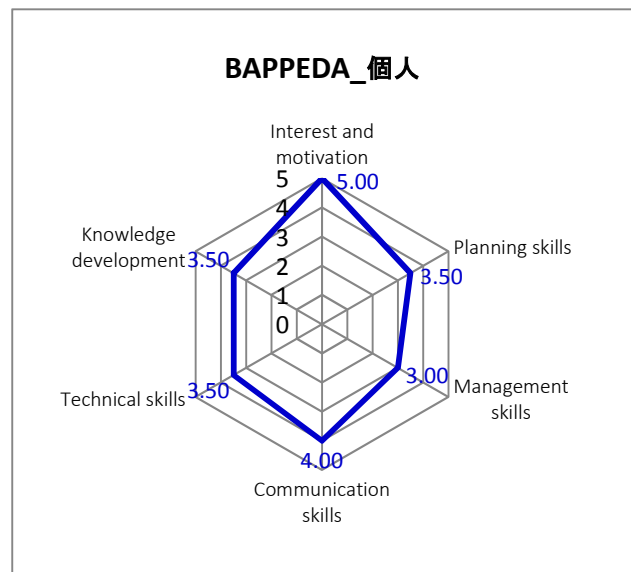 BAPPEDA_個人
Interest and
motivation
5
5.00
4
3
2
1
0
Knowledge
development
3.50
Planning skills
3.50
Technical skills
3.50
Management
skills
3.00
4.00
Communication
skills